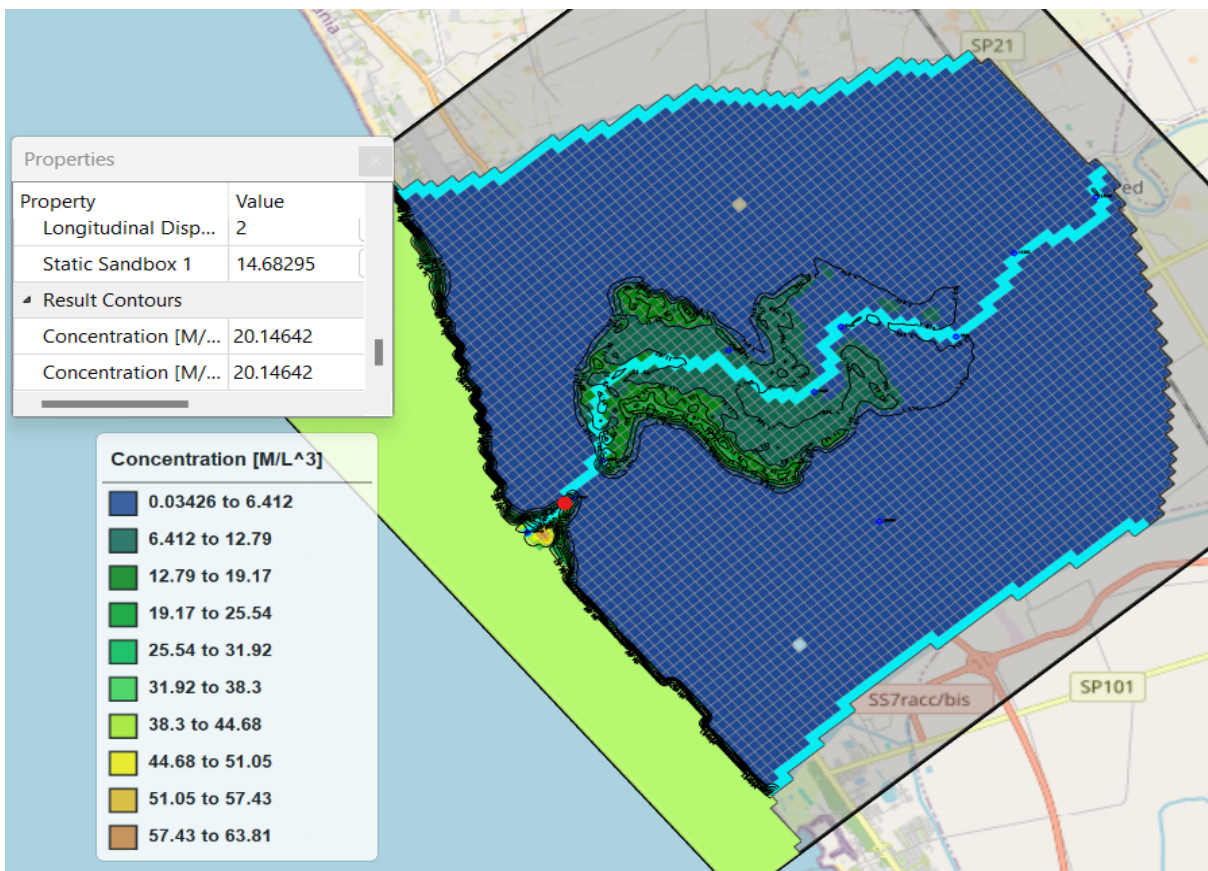 SP21
Properties
Property Value
Longitudinal Disp... 2
Static Sandbox 1 14.68295
Result Contours
Concentration [M/... 20.14642
Concentration [M/... 20.14642
Concentration [M/L^3]
0.03426 to 6.412
6.412 to 12.79
12.79 to 19.17
19.17 to 25.54
25.54 to 31.92
31.92 to 38.3
38.3 to 44.68
44.68 to 51.05
51.05 to 57.43
57.43 to 63.81
SS7racc/bis
SP101